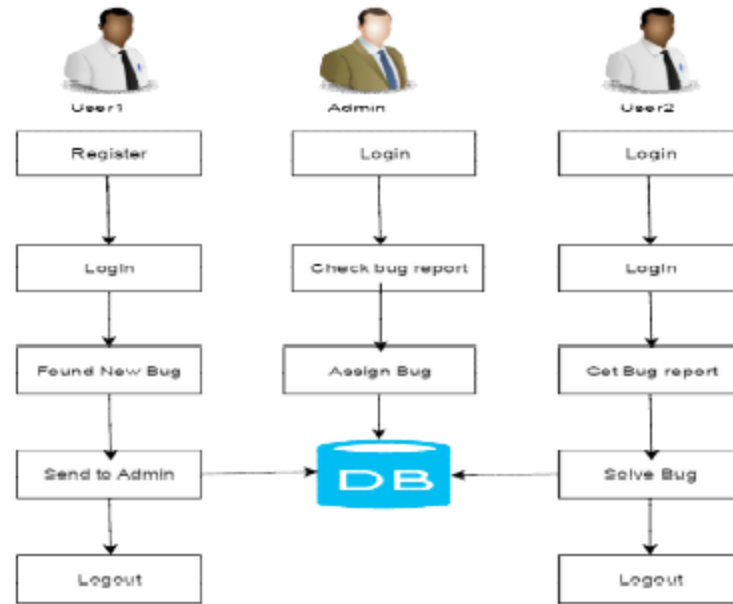 User1
Admin
User2
Register
Login
Login
Login
Check bug report
Login
Found New Bug
Assign Bug
Get Bug report
Send to Admin
DB
Solve Bug
Logout
Logout